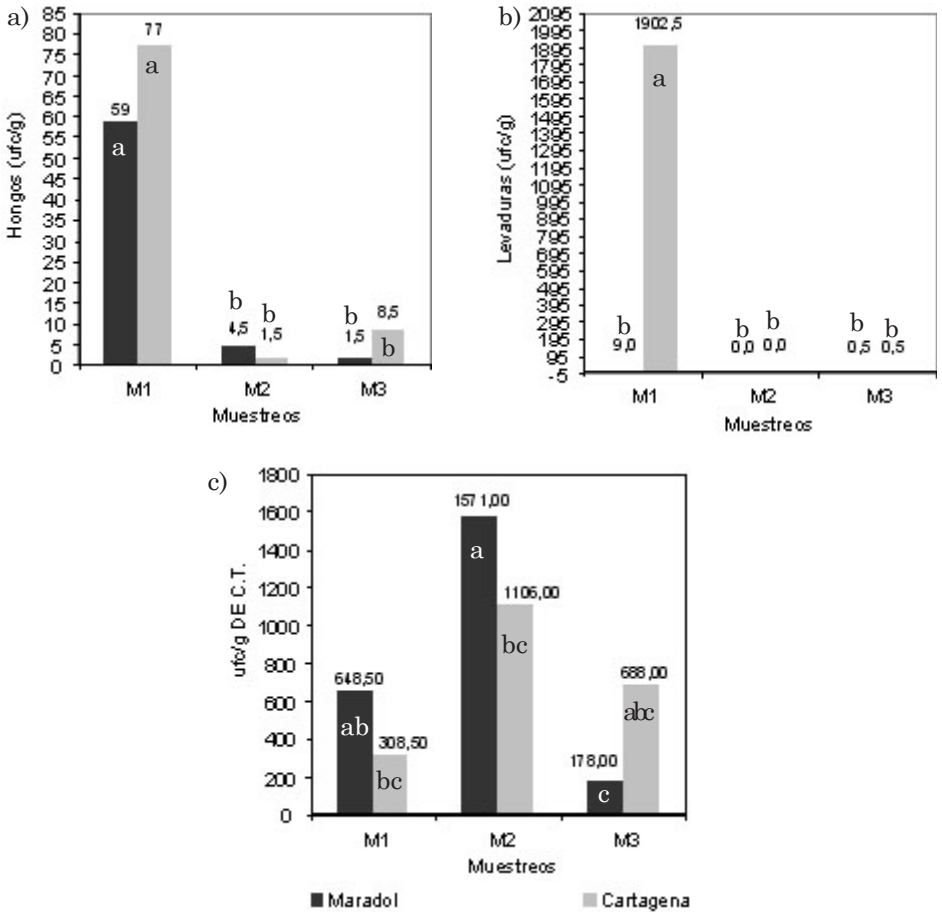 a)
Hongos (ufc/g)
85
80
75
70
65
60
55
50
45
40
35
30
25
20
15
10
5
0
59
a
77
a
b
4,5
b
1,5
b
1,5
8,5
b
M1 M2 M3
Muestreos
b)
Levaduras (ufc/g)
2095
1995
1895
1795
1695
1595
1495
1395
1295
1195
1095
995
895
795
695
595
495
395
295
195
95
-5
1902,5
a
b
9,0
b
0,0
b
0,0
b
0,5
b
0,5
M1 M2 M3
Muestreos
c)
ufc/g DE C.T.
1800
1600
1400
1200
1000
800
600
400
200
0
648,50
ab
308,50
bc
1571,00
a
1106,00
bc
178,00
c
688,00
abc
M1 M2 M3
Muestreos
Maradol Cartagena